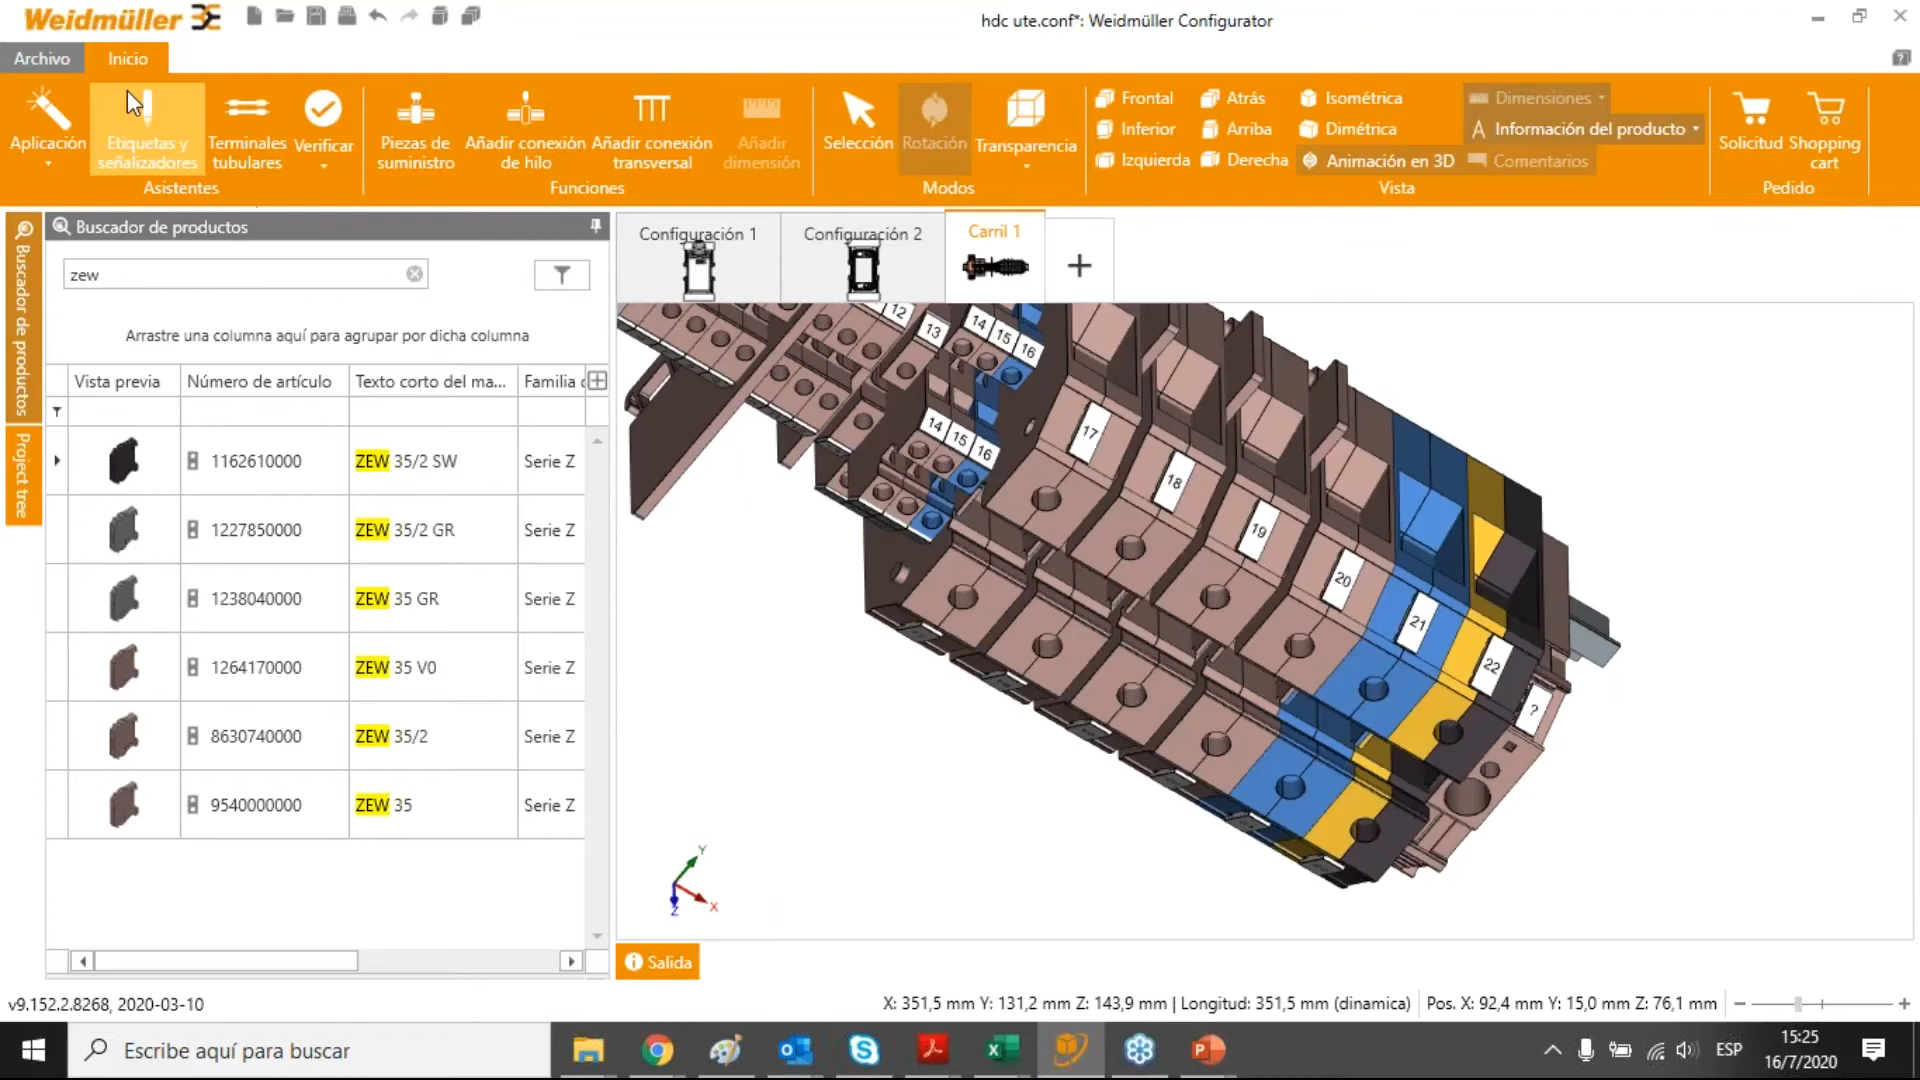 Weidmüller
hdc ute.conf*: Weidmüller Configurator
Archivo
Inicio
Aplicación
Etiquetas y
señalizadores
Terminales
tubulares
Verificar
Asistentes
Piezas de
suministro
Añadir conexión
de hilo
Añadir conexión
transversal
Añadir
dimensión
Funciones
Selección
Rotación
Transparencia
Modos
Frontal
Inferior
Izquierda
Atrás
Arriba
Derecha
Isométrica
Dimétrica
Animación en 3D
Dimensiones
Información del producto
Comentarios
Vista
Solicitud
Shopping
cart
Pedido
Buscador de productos
Project tree
Buscador de productos
zew
Arrastre una columna aquí para agrupar por dicha columna
Vista previa Número de artículo Texto corto del ma... Familia
1162610000 ZEW 35/2 SW Serie Z
1227850000 ZEW 35/2 GR Serie Z
1238040000 ZEW 35 GR Serie Z
1264170000 ZEW 35 V0 Serie Z
8630740000 ZEW 35/2 Serie Z
9540000000 ZEW 35 Serie Z
Configuración 1
Configuración 2
Carril 1
12
13
14
15
16
14
15
16
17
18
19
20
21
22
?
Y
X
Z
Salida
v9.152.2.8268, 2020-03-10
X: 351,5 mm Y: 131,2 mm Z: 143,9 mm | Longitud: 351,5 mm (dinamica)
Pos. X: 92,4 mm Y: 15,0 mm Z: 76,1 mm
Escribe aquí para buscar
ESP
15:25
16/7/2020